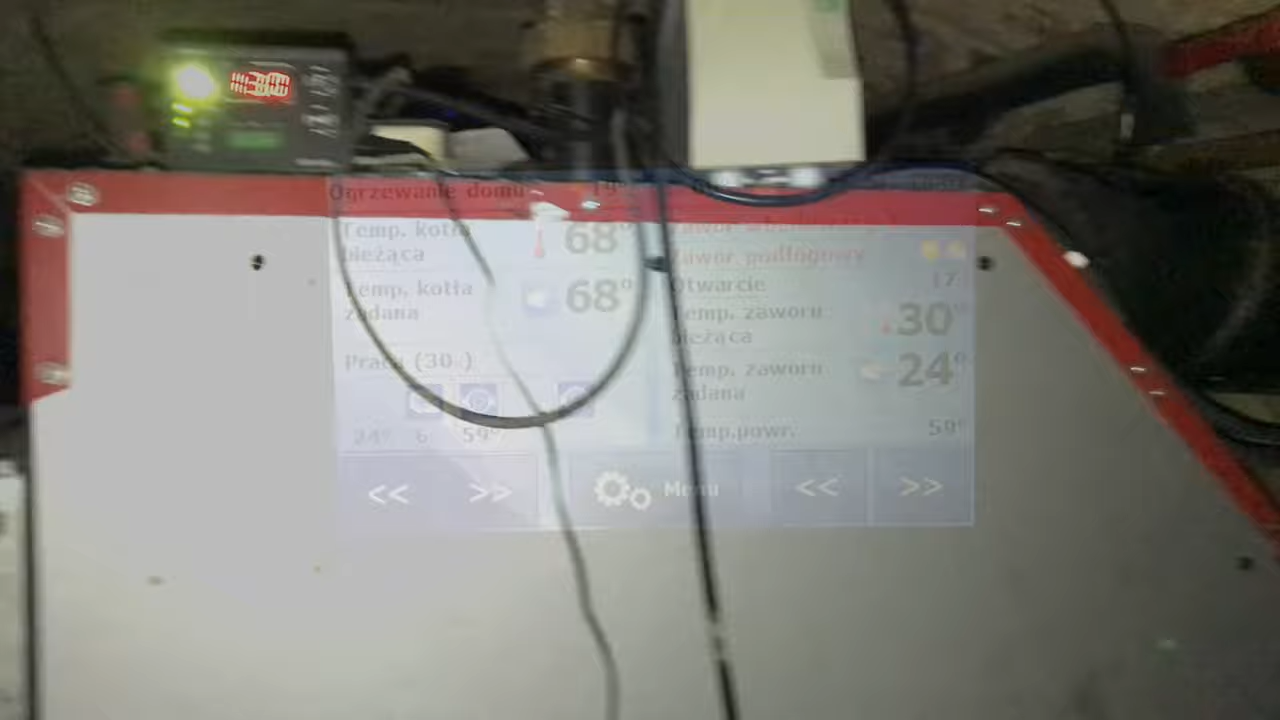 Ogrzewanie domu
Temp. kotła
bieżąca
68°
Temp. kotła
zadana
68°
Praca (30.)
24° 6 59°
<< >>
Menu
Zawór podłogowy
Otwarcie 17
Temp. zaworu
bieżąca
30°
Temp. zaworu
zadana
24°
Temp.powr. 59°
<< >>